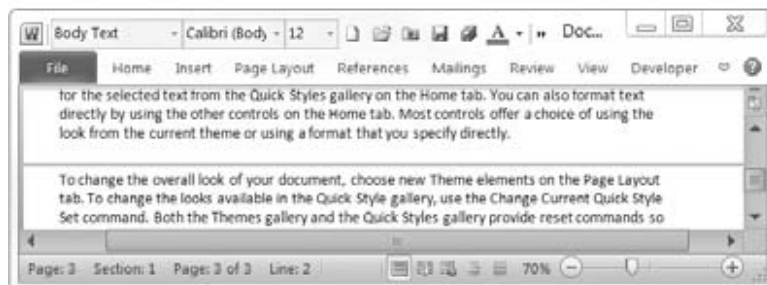 W Body Text Calibri (Body 12 A » Doc...
File Home Insert Page Layout References Mailings Review View Developer
for the selected text from the Quick Styles gallery on the Home tab. You can also format text
directly by using the other controls on the Home tab. Most controls offer a choice of using the
look from the current theme or using a format that you specify directly.
To change the overall look of your document, choose new Theme elements on the Page Layout
tab. To change the looks available in the Quick Style gallery, use the Change Current Quick Style
Set command. Both the Themes gallery and the Quick Styles gallery provide reset commands so
Page: 3 Section: 1 Page: 3 of 3 Line: 2 70%